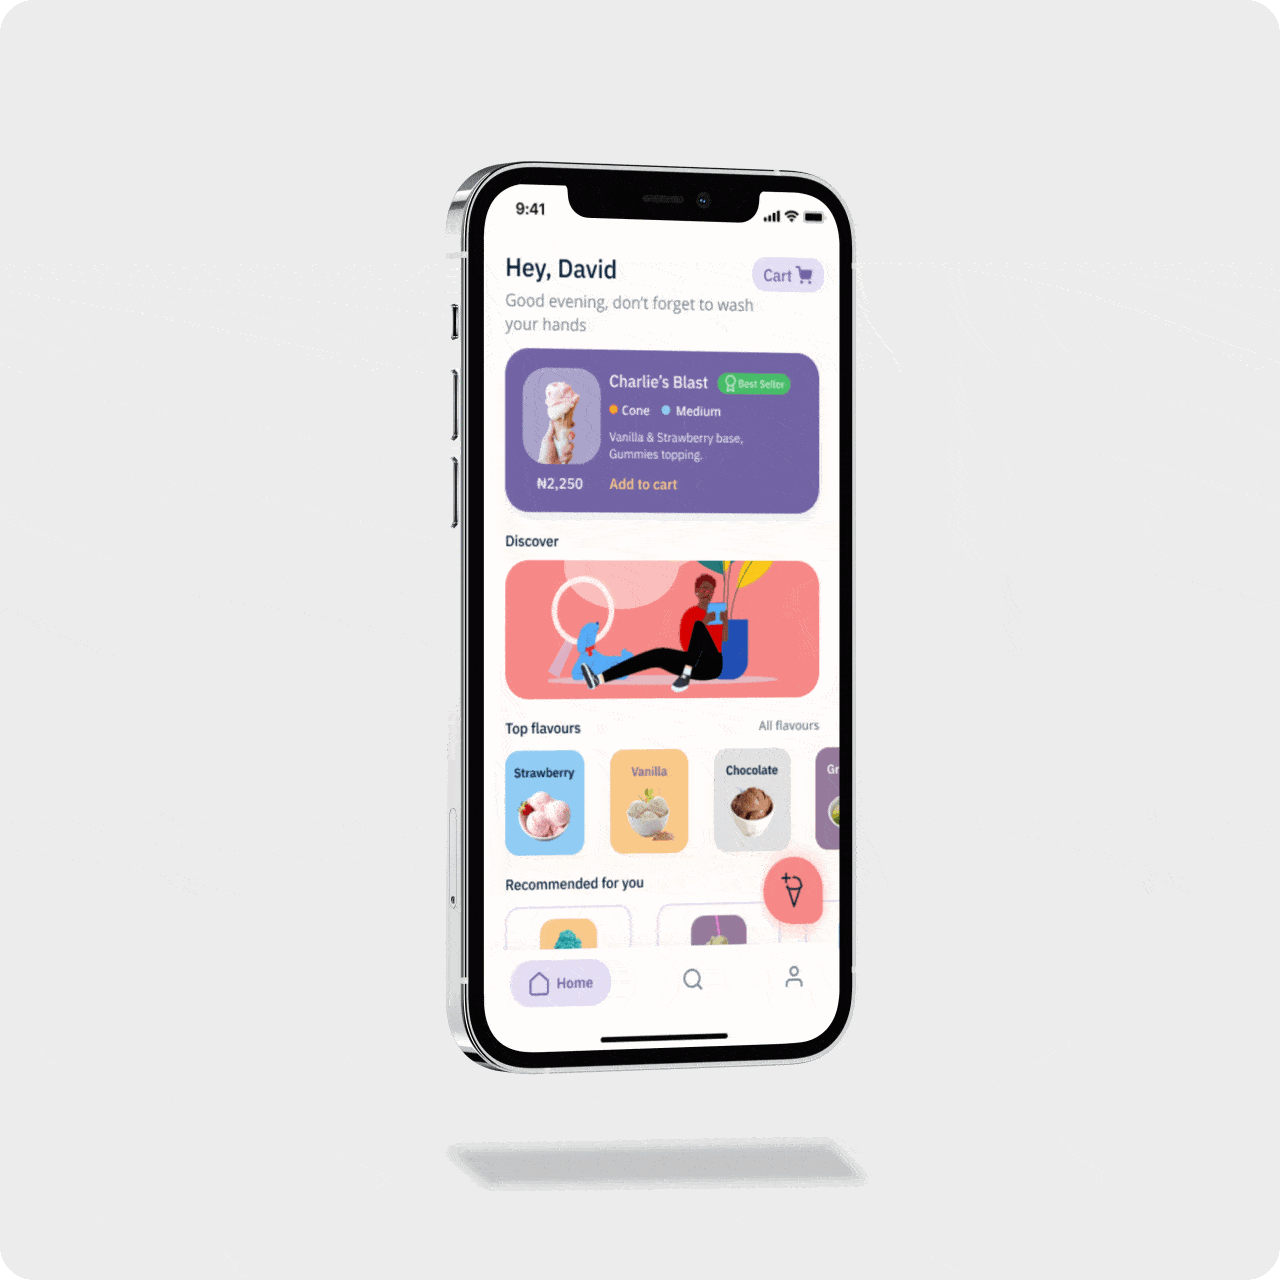 9:41
Hey, David
Cart
Good evening, don't forget to wash
your hands
Charlie's Blast
Best Seller
Cone
Medium
Vanilla & Strawberry base,
Gummies topping.
₦2,250
Add to cart
Discover
Top flavours
All flavours
Strawberry
Vanilla
Chocolate
Gr
Recommended for you
Home